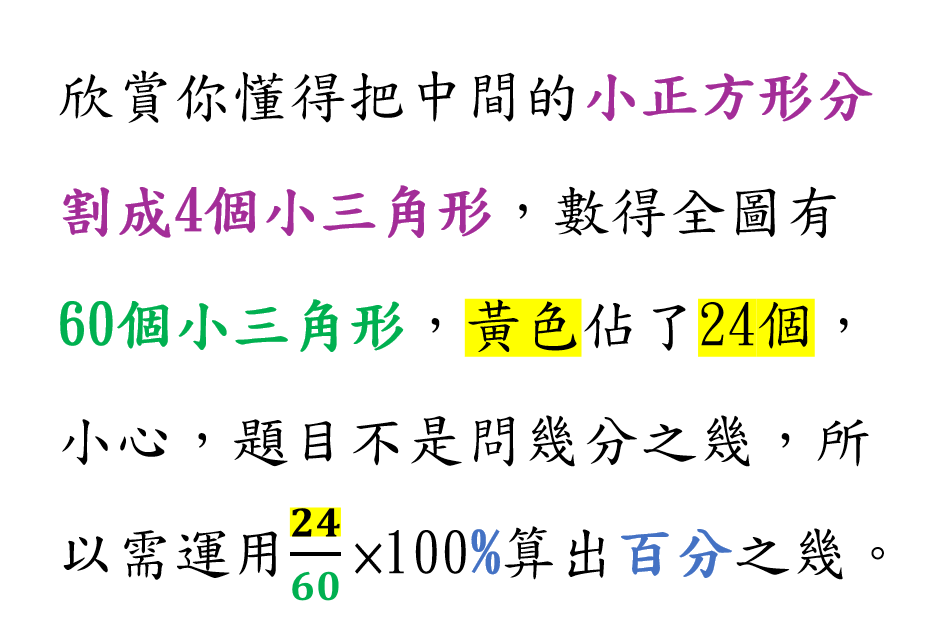 欣賞你懂得把中間的小正方形分
割成4個小三角形，數得全圖有
60個小三角形，黃色佔了24個，
小心，題目不是問幾分之幾，所
以需運用24/60×100%算出百分之幾。